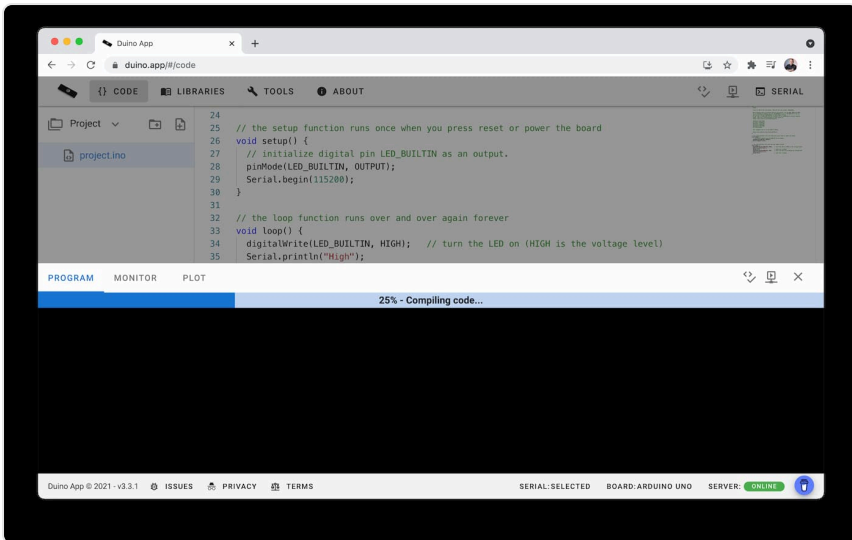 Duino App
duino.app/#/code
{} CODE
LIBRARIES
TOOLS
ABOUT
SERIAL
Project
project.ino
24
25 // the setup function runs once when you press reset or power the board
26 void setup() {
27 // initialize digital pin LED_BUILTIN as an output.
28 pinMode(LED_BUILTIN, OUTPUT);
29 Serial.begin(115200);
30 }
31
32 // the loop function runs over and over again forever
33 void loop() {
34 digitalWrite(LED_BUILTIN, HIGH); // turn the LED on (HIGH is the voltage level)
35 Serial.println("High");
PROGRAM MONITOR PLOT
25% - Compiling code...
Duino App © 2021 - v3.3.1 ISSUES PRIVACY TERMS SERIAL: SELECTED BOARD: ARDUINO UNO SERVER: ONLINE